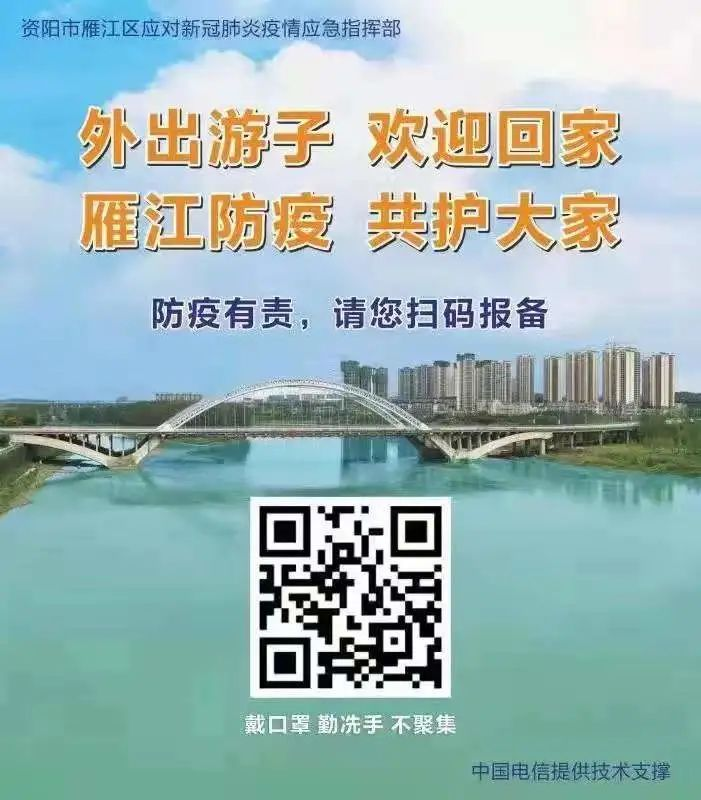 资阳市雁江区应对新冠肺炎疫情应急指挥部
外出游子 欢迎回家
雁江防疫 共护大家
防疫有责，请您扫码报备
戴口罩 勤洗手 不聚集
中国电信提供技术支撑